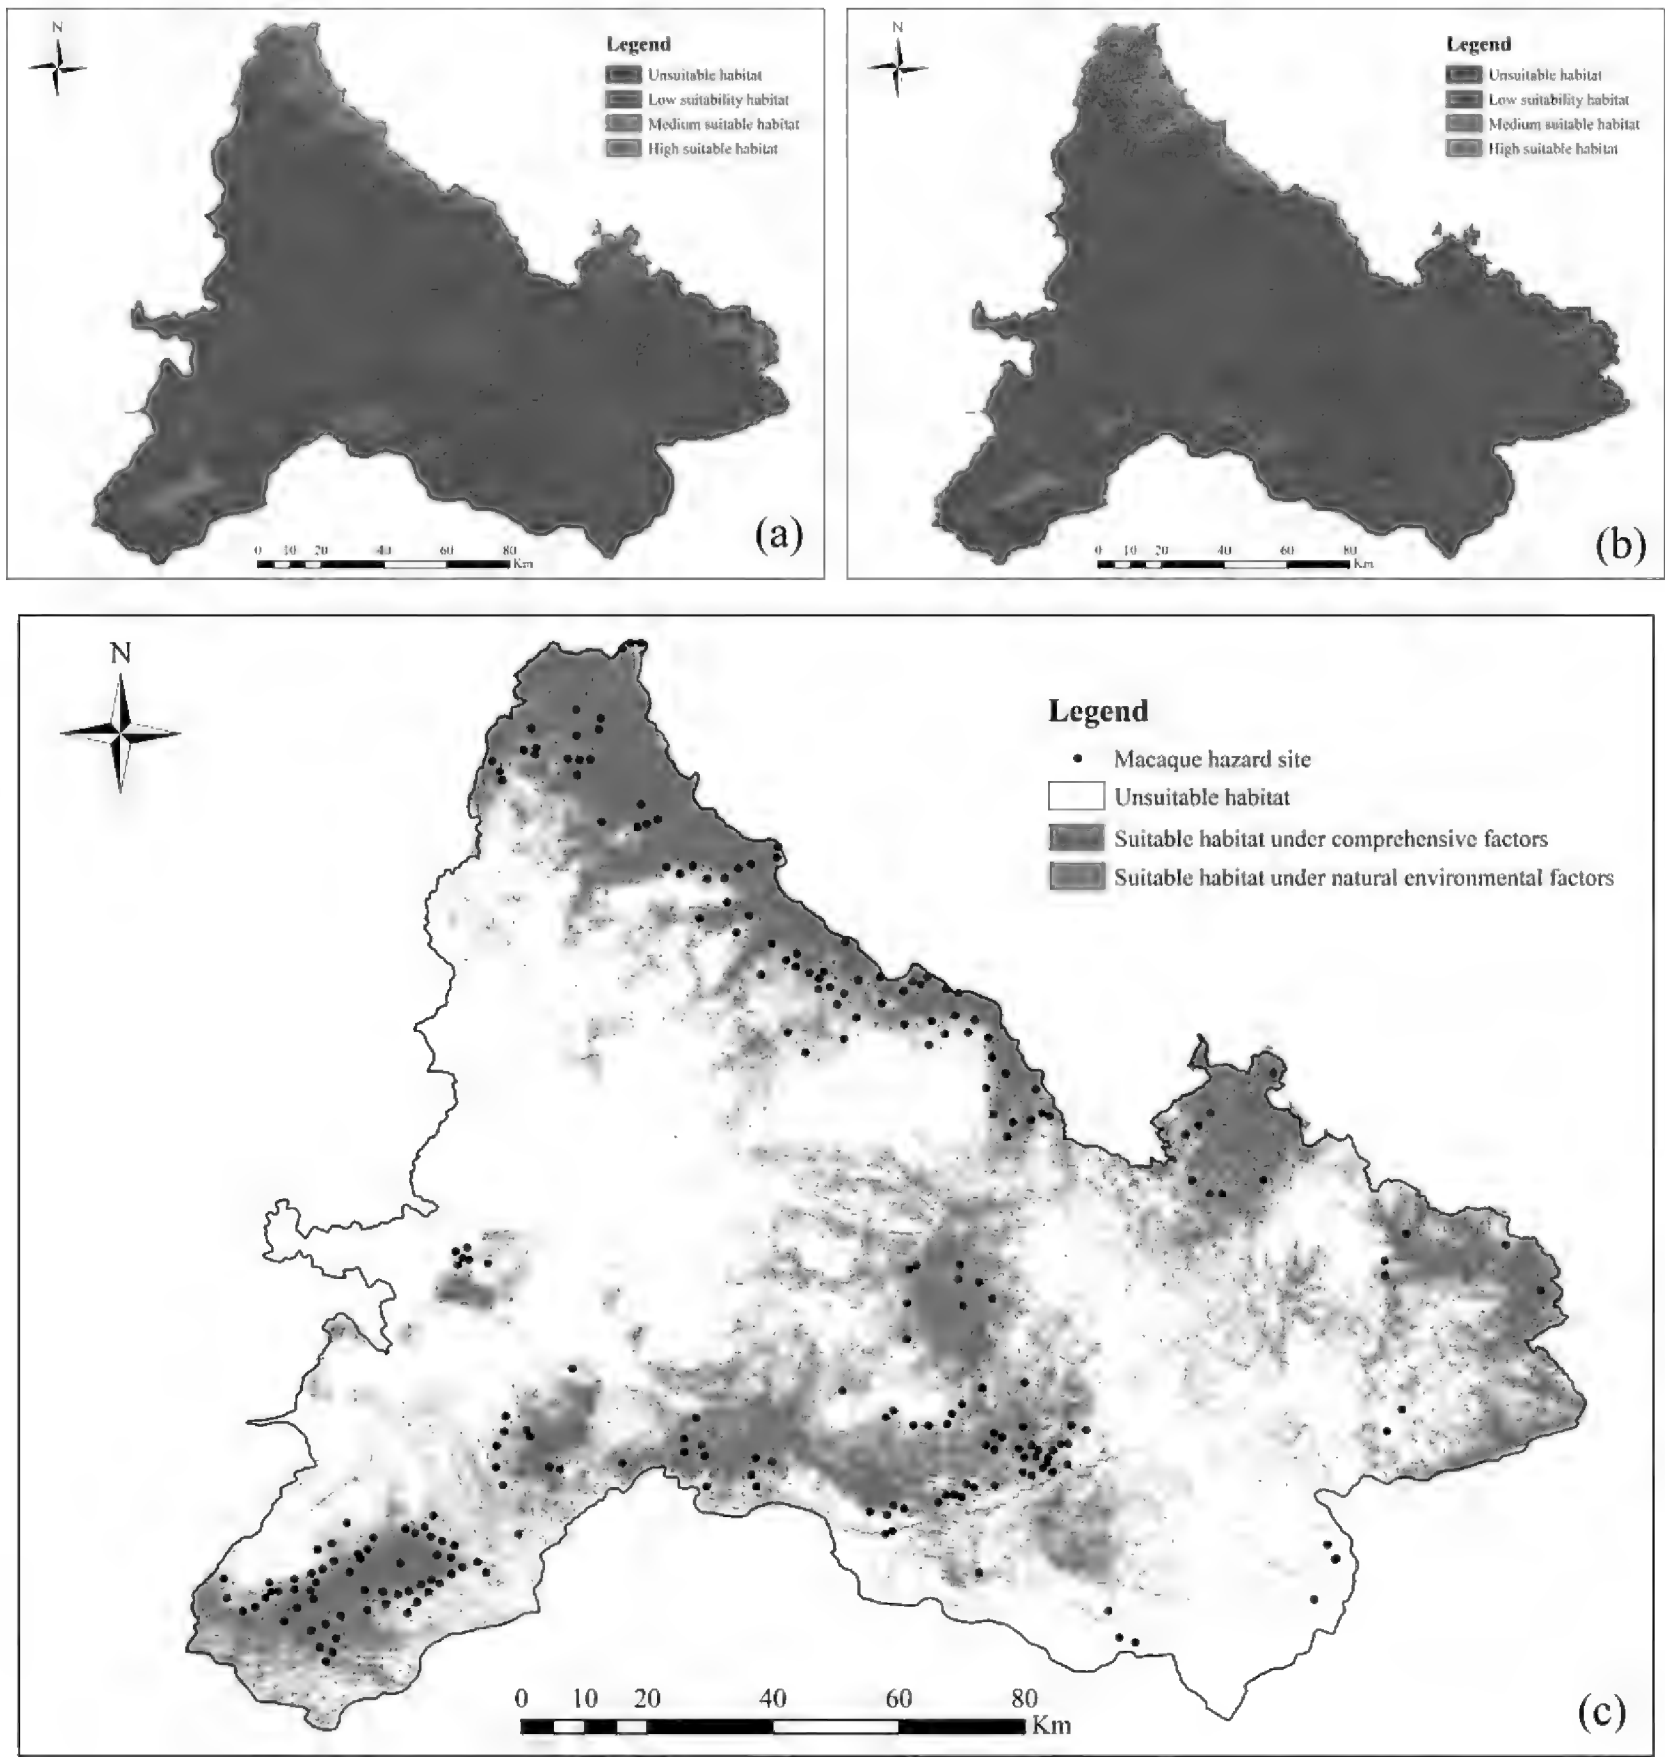 N
Legend
Unsuitable habitat
Low suitability habitat
Medium suitable habitat
High suitable habitat
0 10 20 40 60 80
Km
(a)
N
Legend
Unsuitable habitat
Low suitability habitat
Medium suitable habitat
High suitable habitat
0 10 20 40 60 80
Km
(b)
N
Legend
Macaque hazard site
Unsuitable habitat
Suitable habitat under comprehensive factors
Suitable habitat under natural environmental factors
0 10 20 40 60 80
Km
(c)